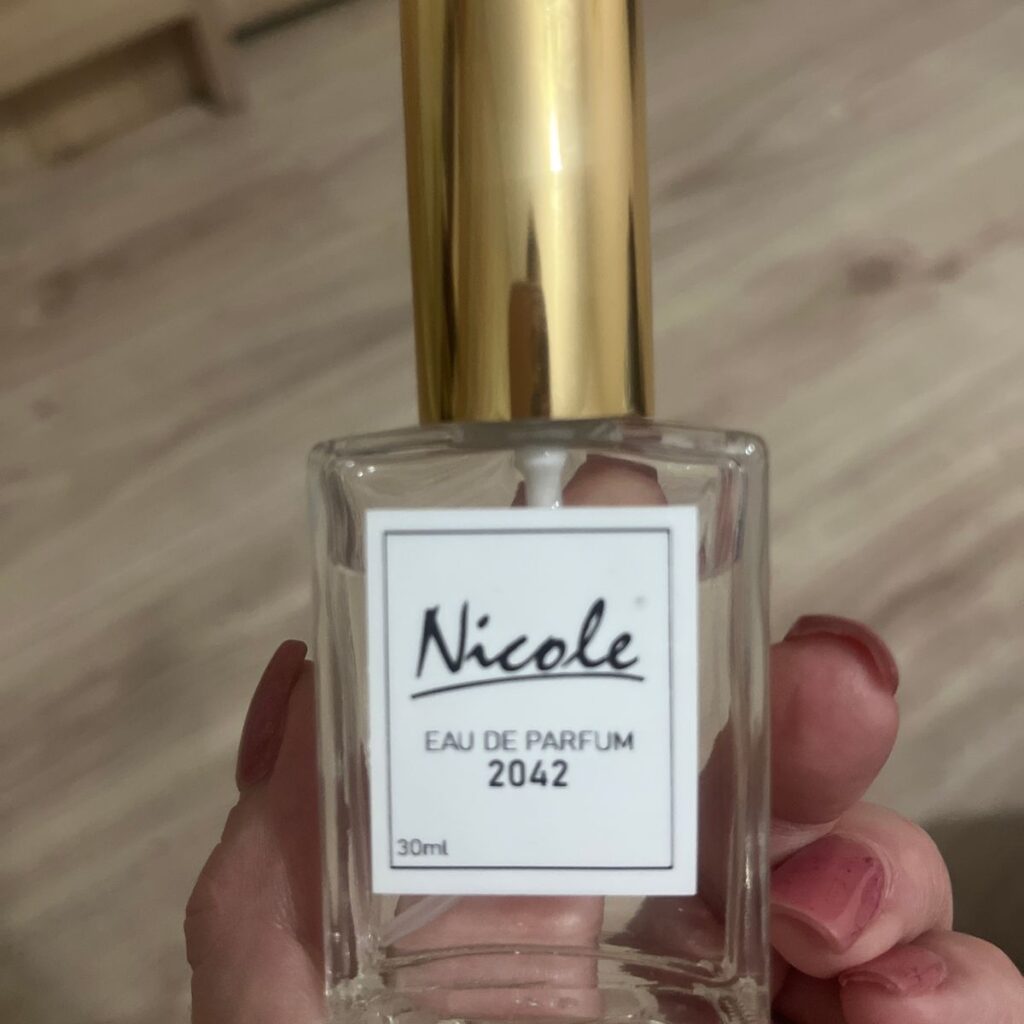 Nicole
EAU DE PARFUM
2042
30ml